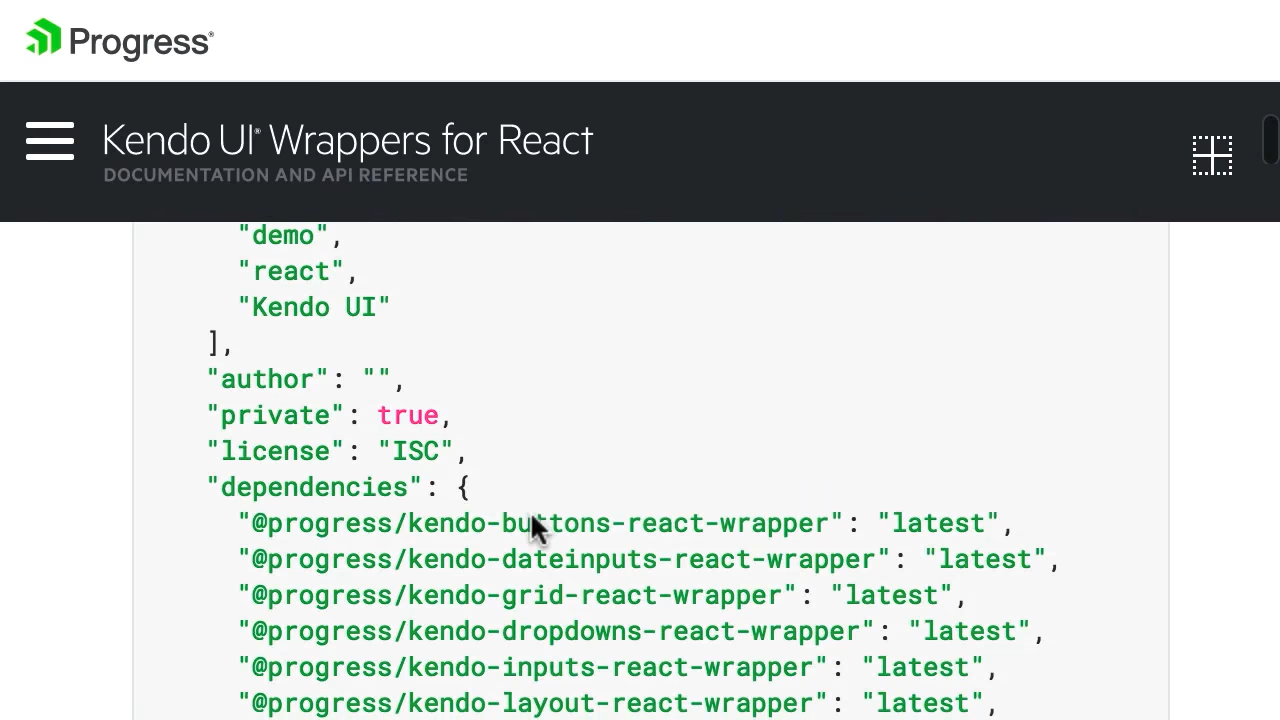 Progress®
Kendo UI® Wrappers for React
DOCUMENTATION AND API REFERENCE
"demo",
"react",
"Kendo UI"
],
"author": "",
"private": true,
"license": "ISC",
"dependencies": {
"@progress/kendo-buttons-react-wrapper": "latest",
"@progress/kendo-dateinputs-react-wrapper": "latest",
"@progress/kendo-grid-react-wrapper": "latest",
"@progress/kendo-dropdowns-react-wrapper": "latest",
"@progress/kendo-inputs-react-wrapper": "latest",
"@progress/kendo-layout-react-wrapper": "latest",